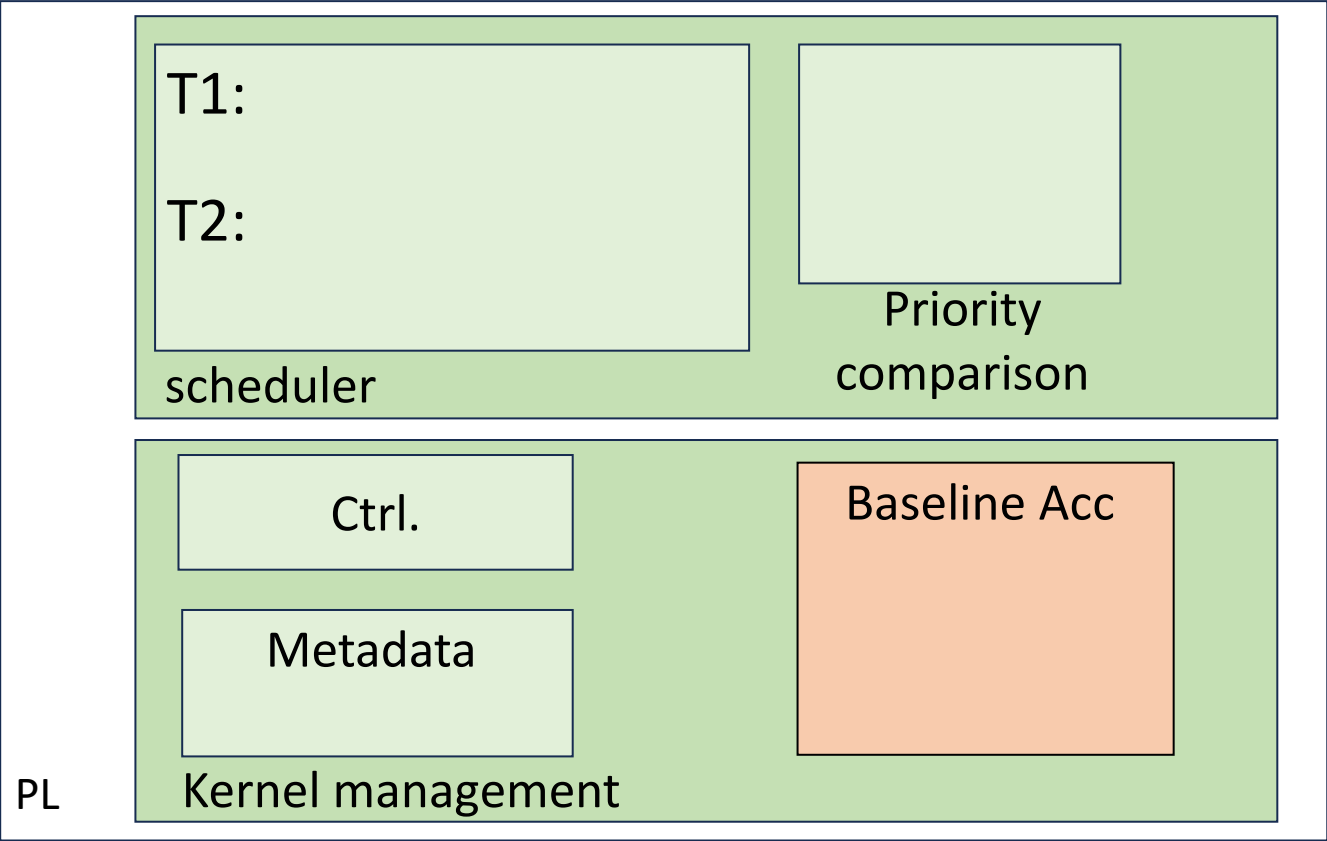 T1:
T2:
scheduler
Priority
comparison
Ctrl.
Metadata
Kernel management
Baseline Acc
PL